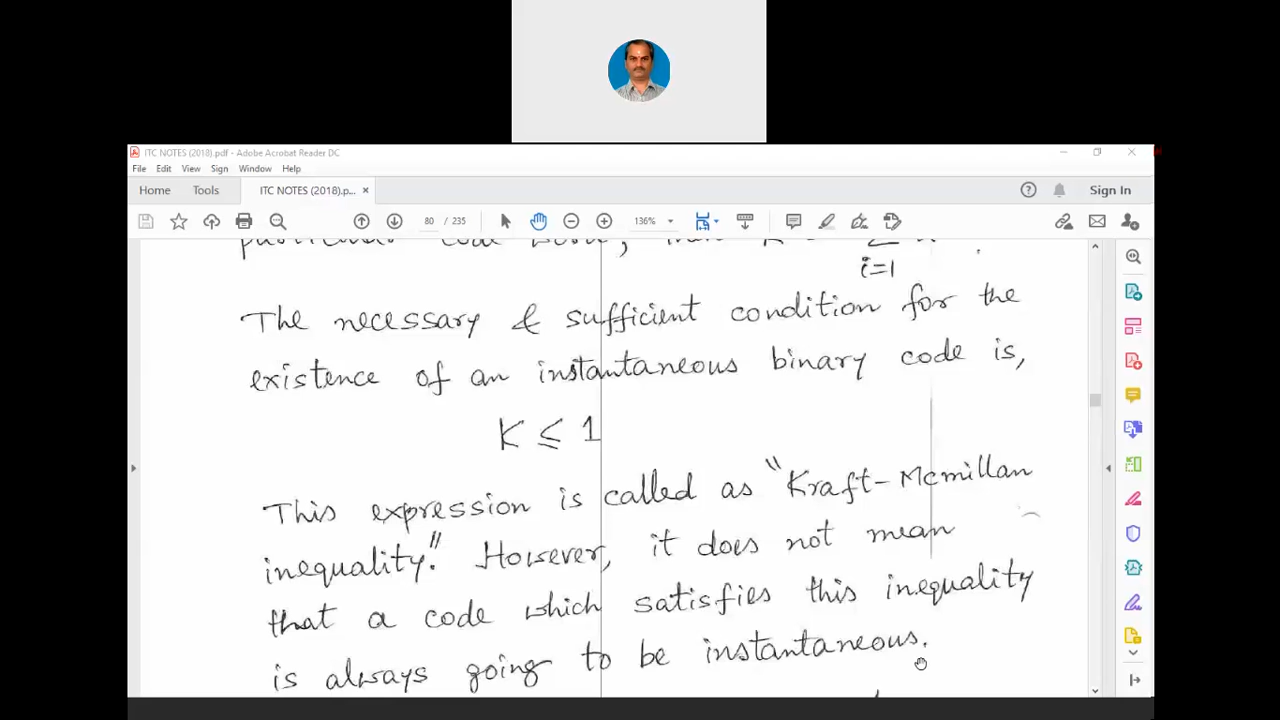 ITC NOTES (2018).pdf - Adobe Acrobat Reader DC
File Edit View Sign Window Help
Home Tools ITC NOTES (2018).p... × Sign In
80 / 235 136%
i=1
The necessary & sufficient condition for the
existence of an instantaneous binary code is,
K ≤ 1
This expression is called as "Kraft-Mcmillan
inequality." However, it does not mean
that a code which satisfies this inequality
is always going to be instantaneous.